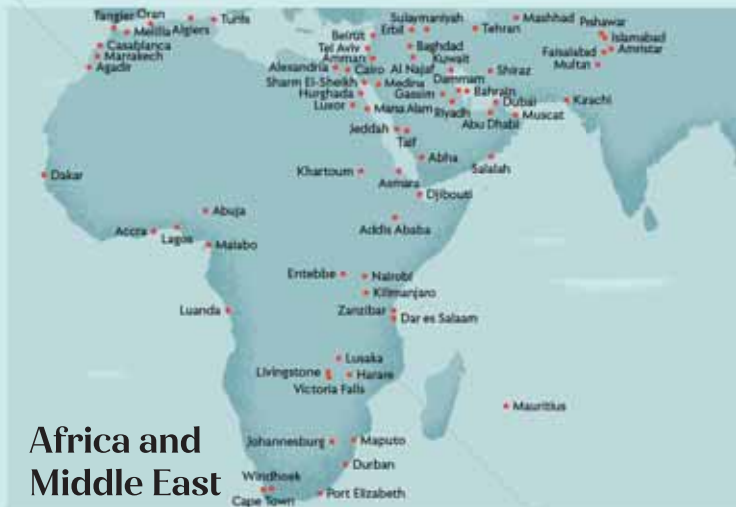 Tangier
Oran
Melilla
Algiers
Tunis
Casablanca
Marrakech
Agadir
Sulaymaniyah
Erbil
Beirut
Tel Aviv
Baghdad
Amman
Kuwait
Alexandria
Cairo
Al Najaf
Tehran
Mashhad
Peshawar
Islamabad
Faisalabad
Amristar
Multan
Shiraz
Dammam
Sharm El-Sheikh
Medina
Hurghada
Gassim
Bahrain
Luxor
Marsa Alam
Riyadh
Dubai
Abu Dhabi
Muscat
Karachi
Jeddah
Taif
Abha
Salalah
Khartoum
Asmara
Djibouti
Dakar
Abuja
Accra
Lagos
Malabo
Addis Ababa
Entebbe
Nairobi
Kilimanjaro
Luanda
Zanzibar
Dar es Salaam
Lusaka
Livingstone
Harare
Victoria Falls
Mauritius
Johannesburg
Maputo
Durban
Windhoek
Cape Town
Port Elizabeth
Africa and
Middle East